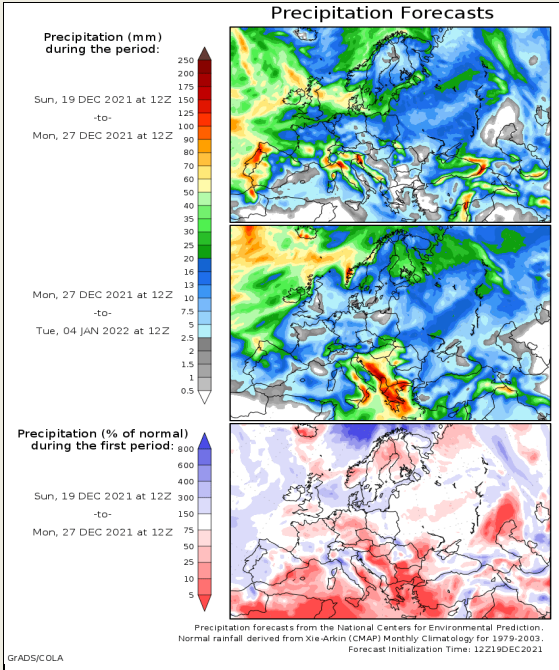 Precipitation Forecasts
Precipitation (mm)
during the period:
Sun, 19 DEC 2021 at 12Z
-to-
Mon, 27 DEC 2021 at 12Z
250
200
175
150
125
100
90
80
70
60
50
40
35
30
25
20
16
13
10
7.5
5
2.5
2
1.5
1
0.5
Mon, 27 DEC 2021 at 12Z
-to-
Tue, 04 JAN 2022 at 12Z
Precipitation (% of normal)
during the first period:
Sun, 19 DEC 2021 at 12Z
-to-
Mon, 27 DEC 2021 at 12Z
800
600
400
300
150
75
50
25
10
5
Precipitation forecasts from the National Centers for Environmental Prediction.
Normal rainfall derived from Xie-Arkin (CMAP) Monthly Climatology for 1979-2003.
Forecast Initialization Time: 12Z19DEC2021
GrADS/COLA